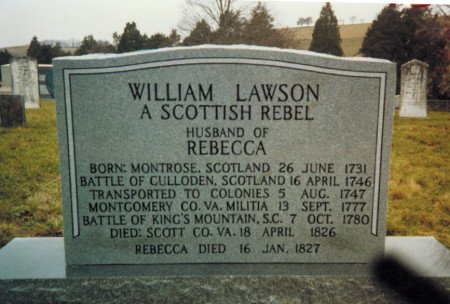 WILLIAM LAWSON
A SCOTTISH REBEL
HUSBAND OF
REBECCA
BORN: MONTROSE, SCOTLAND 26 JUNE 1731
BATTLE OF CULLODEN, SCOTLAND 16 APRIL 1746
TRANSPORTED TO COLONIES 5 AUG. 1747
MONTGOMERY CO. VA. MILITIA 13 SEPT. 1777
BATTLE OF KING'S MOUNTAIN, S.C. 7 OCT. 1780
DIED: SCOTT CO. VA. 18 APRIL 1826
REBECCA DIED 16 JAN. 1827